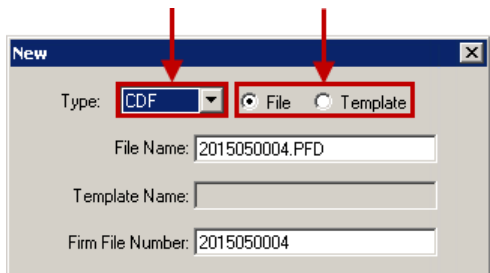 New
Type: CDF File Template
File Name: 2015050004.PFD
Template Name:
Firm File Number: 2015050004